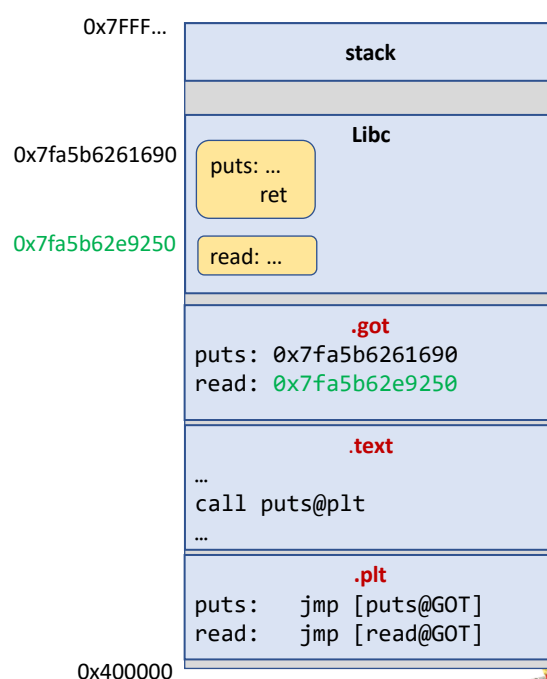 0x7FFF...
stack
Libc
0x7fa5b6261690
puts: ...
ret
0x7fa5b62e9250
read: ...
.got
puts: 0x7fa5b6261690
read: 0x7fa5b62e9250
.text
…
call puts@plt
…
.plt
puts: jmp [puts@GOT]
read: jmp [read@GOT]
0x400000